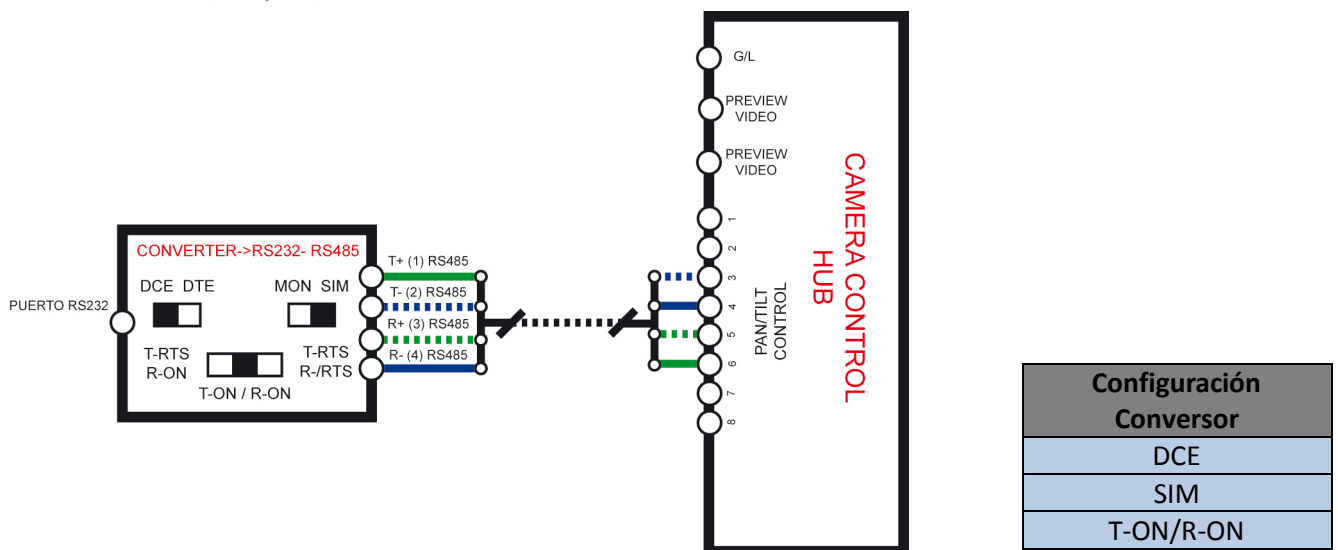 G/L
PREVIEW
VIDEO
PREVIEW
VIDEO
CAMERA CONTROL
HUB
PAN/TILT
CONTROL
1
2
3
4
5
6
7
8
CONVERTER->RS232- RS485
DCE DTE
MON SIM
PUERTO RS232
T-RTS
R-ON
T-RTS
R-/RTS
T-ON / R-ON
T+ (1) RS485
T- (2) RS485
R+ (3) RS485
R- (4) RS485
Configuración
Conversor
DCE
SIM
T-ON/R-ON